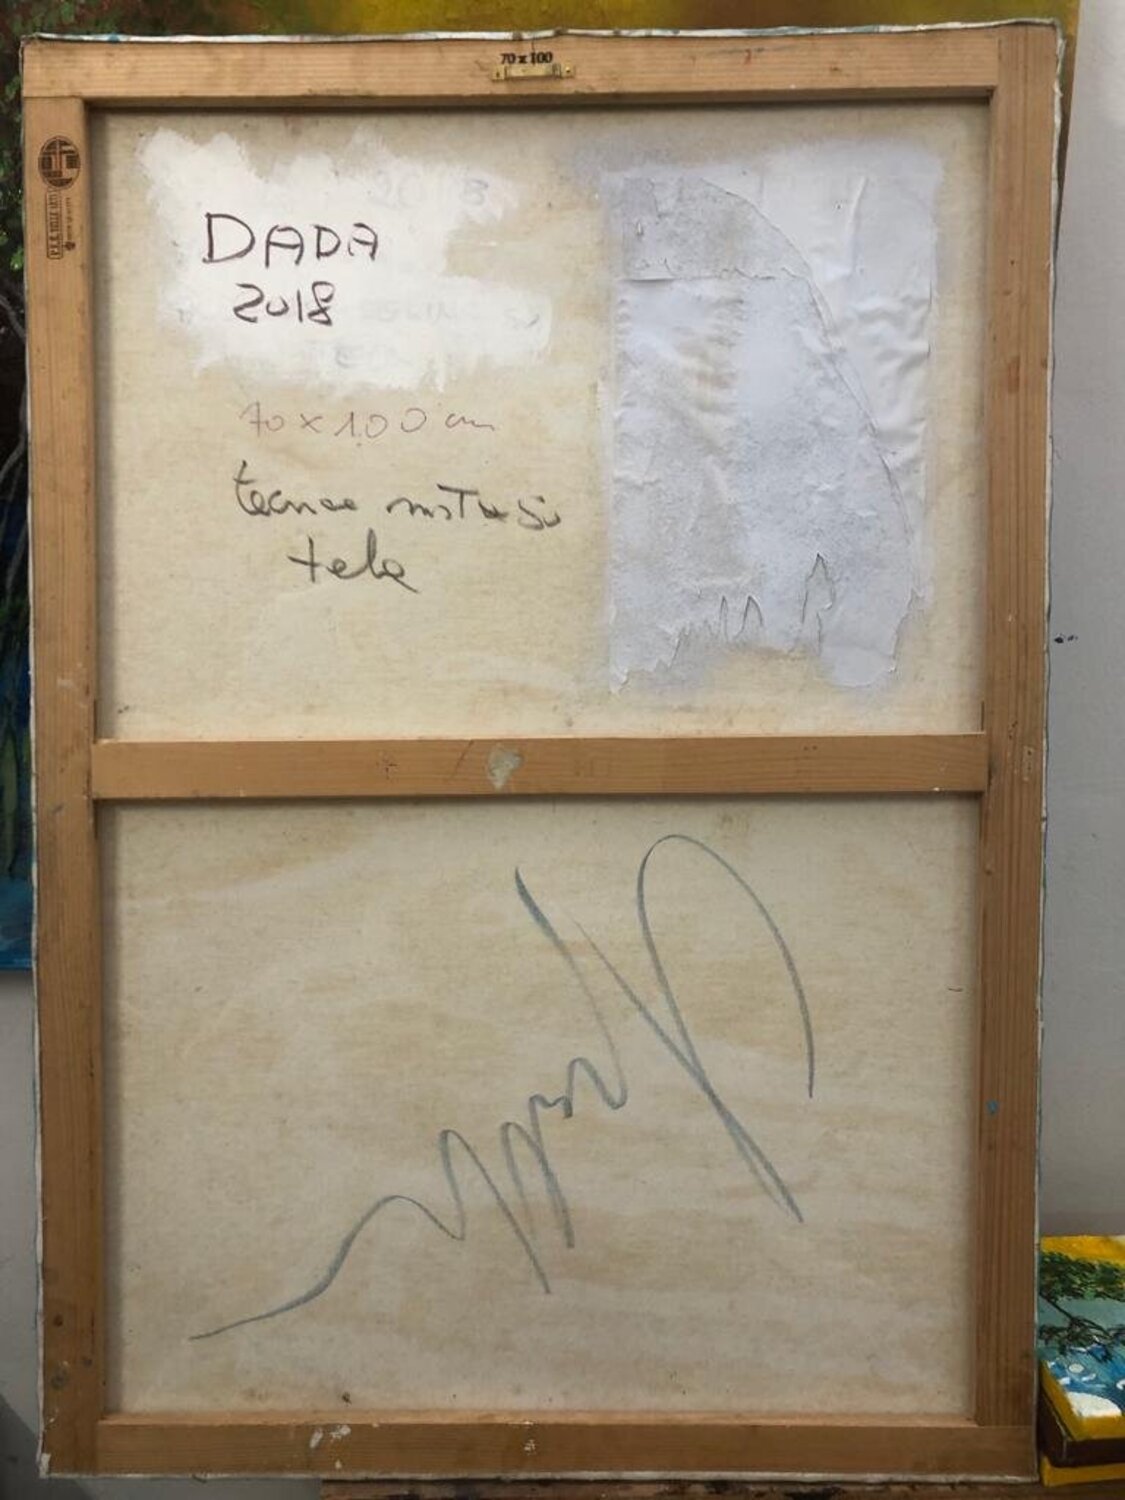 70 x 100
DADA
2018
70 x 100 cm
tecnica mista su
tela